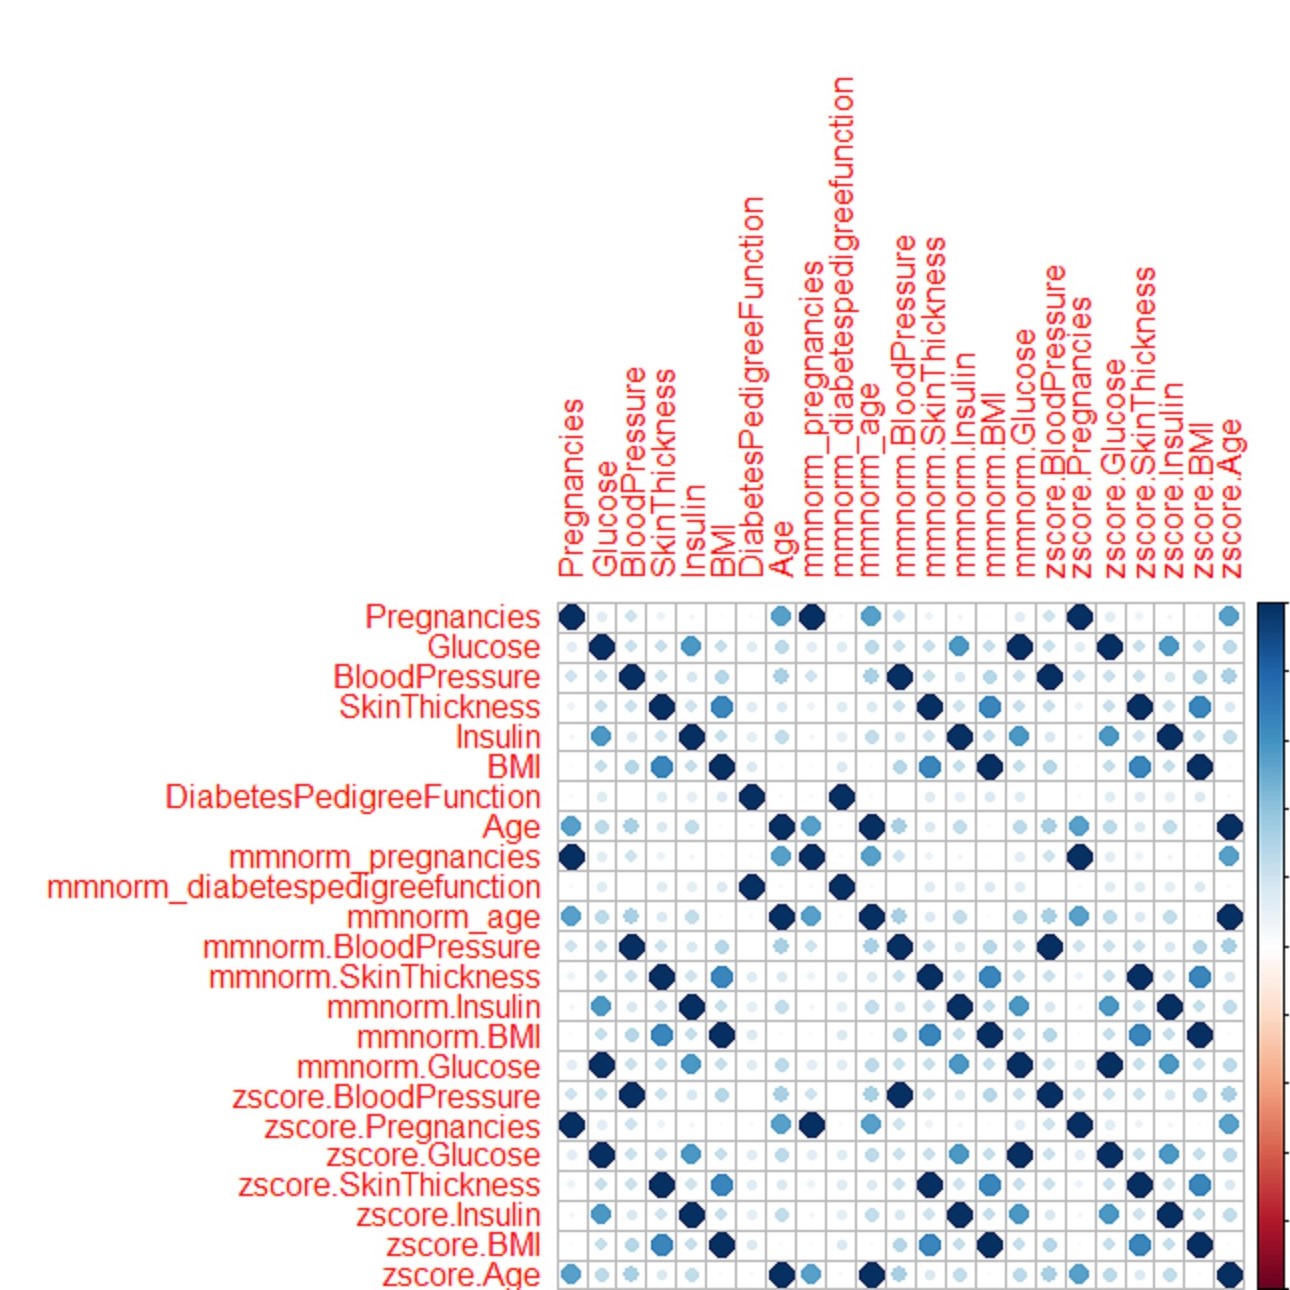 Pregnancies
Glucose
BloodPressure
SkinThickness
Insulin
BMI
DiabetesPedigreeFunction
Age
mmnorm_pregnancies
mmnorm_diabetespedigreefunction
mmnorm_age
mmnorm.BloodPressure
mmnorm.SkinThickness
mmnorm.Insulin
mmnorm.BMI
mmnorm.Glucose
zscore.BloodPressure
zscore.Pregnancies
zscore.Glucose
zscore.SkinThickness
zscore.Insulin
zscore.BMI
zscore.Age
Pregnancies
Glucose
BloodPressure
SkinThickness
Insulin
BMI
DiabetesPedigreeFunction
Age
mmnorm_pregnancies
mmnorm_diabetespedigreefunction
mmnorm_age
mmnorm.BloodPressure
mmnorm.SkinThickness
mmnorm.Insulin
mmnorm.BMI
mmnorm.Glucose
zscore.BloodPressure
zscore.Pregnancies
zscore.Glucose
zscore.SkinThickness
zscore.Insulin
zscore.BMI
zscore.Age